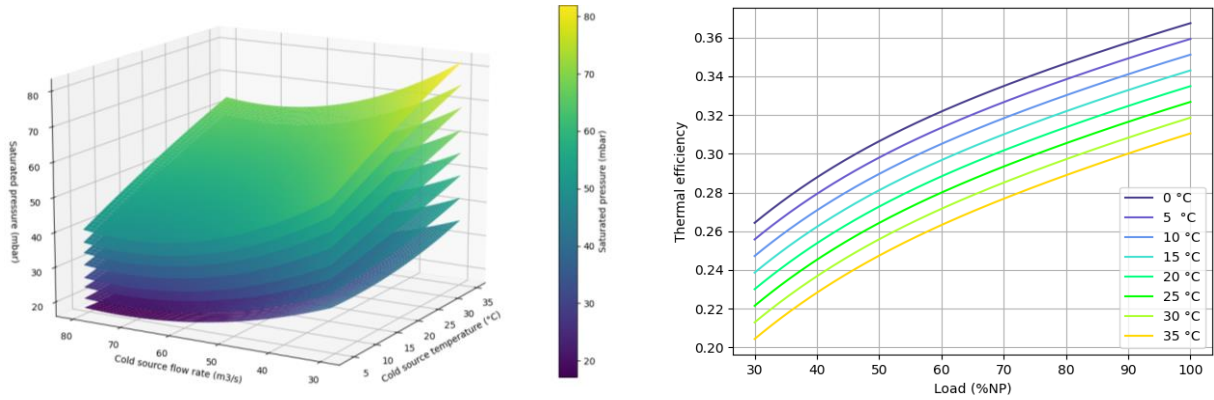 80
70
60
50
40
30
20
Saturated pressure (mbar)
80
70
60
50
40
30
Cold source flow rate (m3/s)
5
10
15
20
25
30
35
Cold source temperature (°C)
80
70
60
50
40
30
20
Saturated pressure (mbar)
0.36
0.34
0.32
0.30
0.28
0.26
0.24
0.22
0.20
Thermal efficiency
30 40 50 60 70 80 90 100
Load (%NP)
0 °C
5 °C
10 °C
15 °C
20 °C
25 °C
30 °C
35 °C